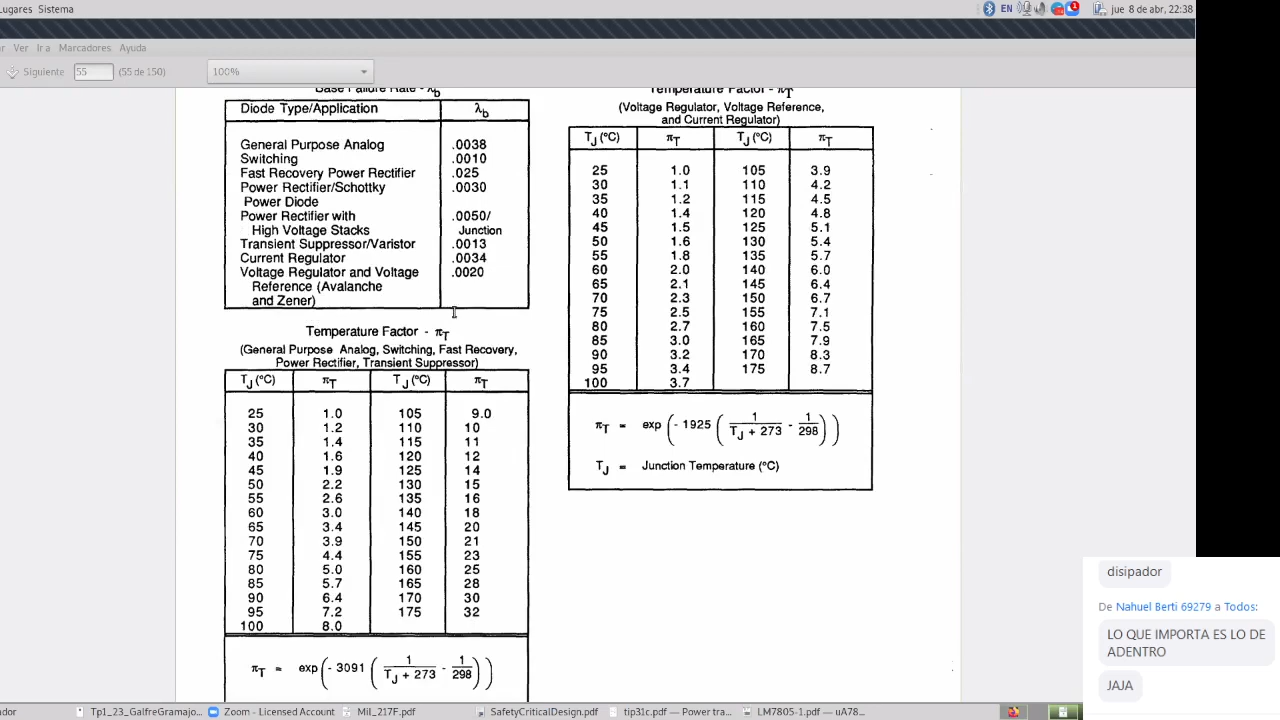 Lugares Sistema
EN
1
jue 8 de abr, 22:38
Ver Ir a Marcadores Ayuda
Siguiente 55 (55 de 150) 100%
Base Failure Rate - λb
Diode Type/Application λb
General Purpose Analog .0038
Switching .0010
Fast Recovery Power Rectifier .025
Power Rectifier/Schottky .0030
Power Diode
Power Rectifier with .0050/
High Voltage Stacks Junction
Transient Suppressor/Varistor .0013
Current Regulator .0034
Voltage Regulator and Voltage .0020
Reference (Avalanche
and Zener)
Temperature Factor - πT
(General Purpose Analog, Switching, Fast Recovery,
Power Rectifier, Transient Suppressor)
TJ (°C) πT TJ (°C) πT
25 1.0 105 9.0
30 1.2 110 10
35 1.4 115 11
40 1.6 120 12
45 1.9 125 14
50 2.2 130 15
55 2.6 135 16
60 3.0 140 18
65 3.4 145 20
70 3.9 150 21
75 4.4 155 23
80 5.0 160 25
85 5.7 165 28
90 6.4 170 30
95 7.2 175 32
100 8.0
πT = exp(- 3091 (1/(TJ + 273) - 1/298))
Temperature Factor - πT
(Voltage Regulator, Voltage Reference,
and Current Regulator)
TJ (°C) πT TJ (°C) πT
25 1.0 105 3.9
30 1.1 110 4.2
35 1.2 115 4.5
40 1.4 120 4.8
45 1.5 125 5.1
50 1.6 130 5.4
55 1.8 135 5.7
60 2.0 140 6.0
65 2.1 145 6.4
70 2.3 150 6.7
75 2.5 155 7.1
80 2.7 160 7.5
85 3.0 165 7.9
90 3.2 170 8.3
95 3.4 175 8.7
100 3.7
πT = exp(- 1925 (1/(TJ + 273) - 1/298))
TJ = Junction Temperature (°C)
disipador
De Nahuel Berti 69279 a Todos:
LO QUE IMPORTA ES LO DE
ADENTRO
JAJA
ador Tp1_23_GalfreGramajo... Zoom - Licensed Account Mil_217F.pdf SafetyCriticalDesign.pdf tip31c.pdf — Power tra... LM7805-1.pdf — uA78...